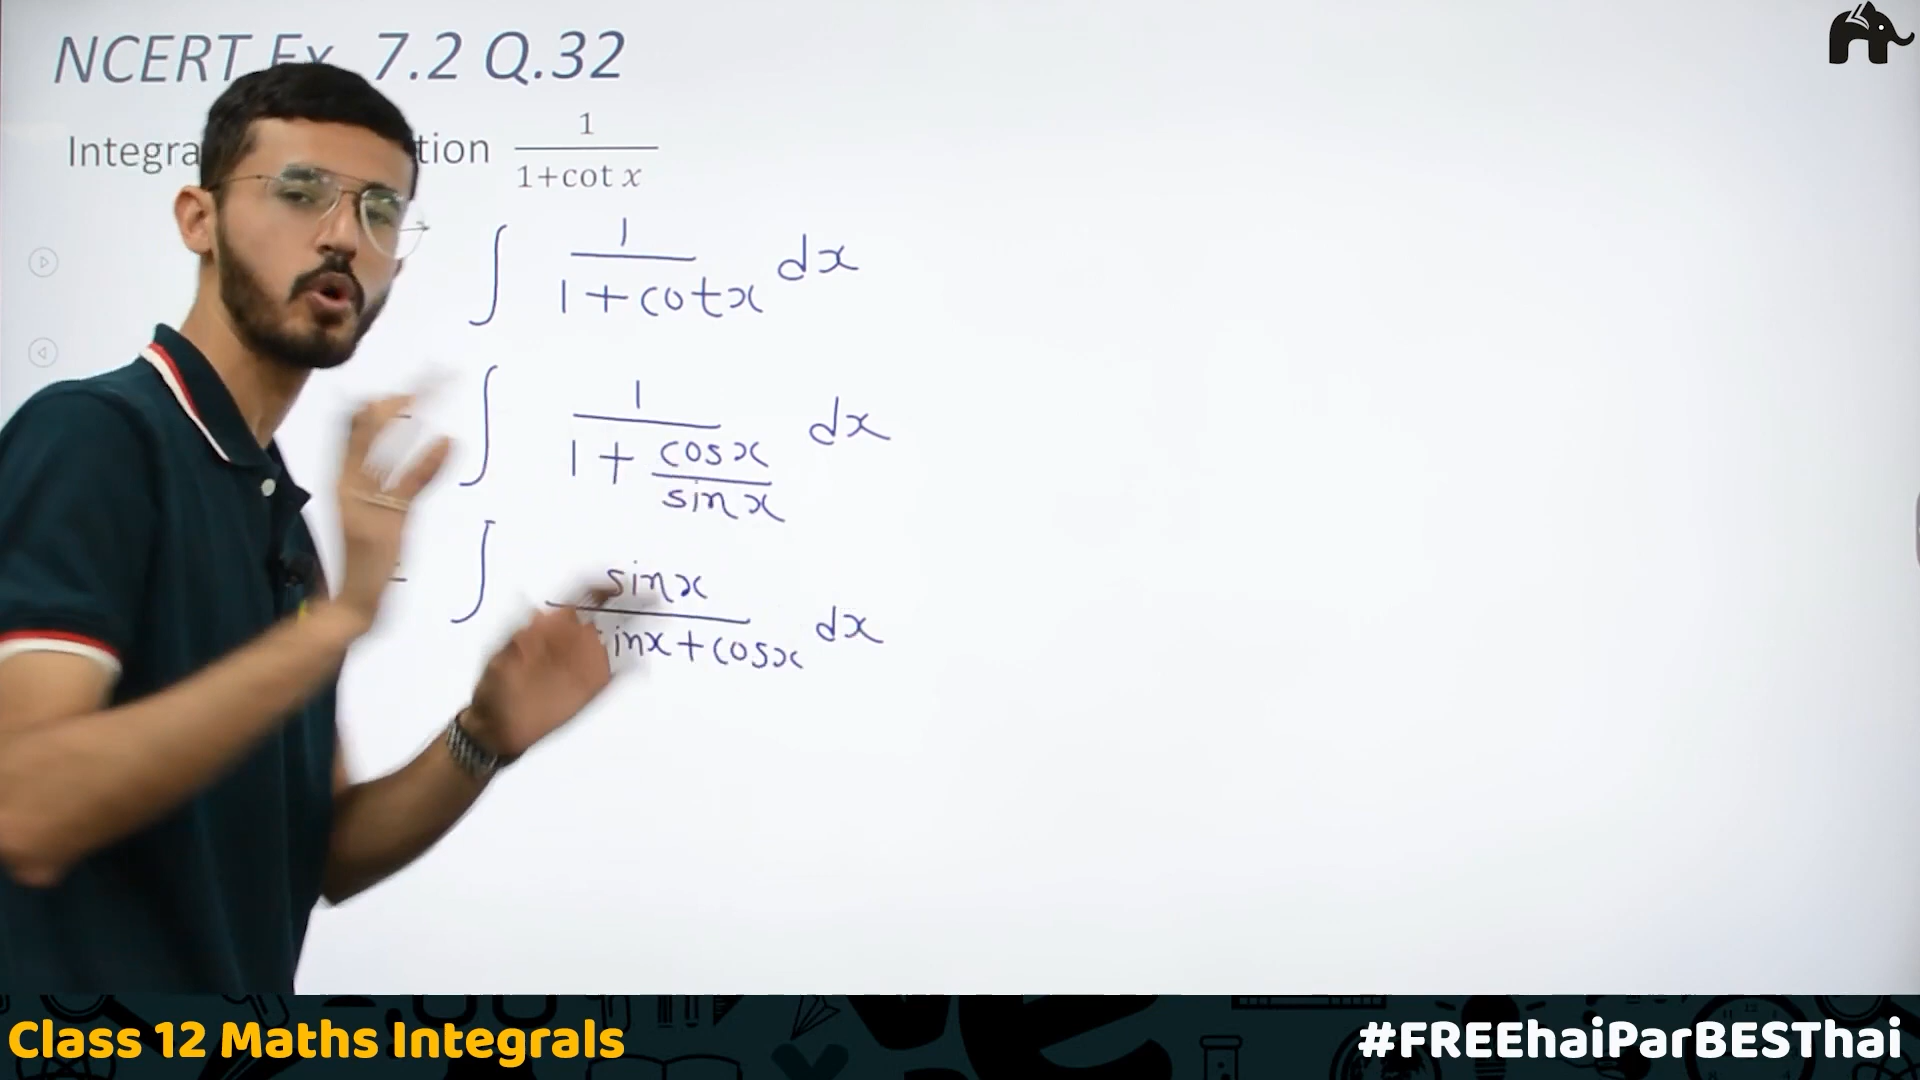 NCERT Ex 7.2 Q.32
Integra tion 1/(1+cot x)
∫ 1/(1+cotx) dx
∫ 1/(1+cosx/sinx) dx
= ∫ sinx/(sinx+cosx) dx
Class 12 Maths Integrals
#FREEhaiParBESThai